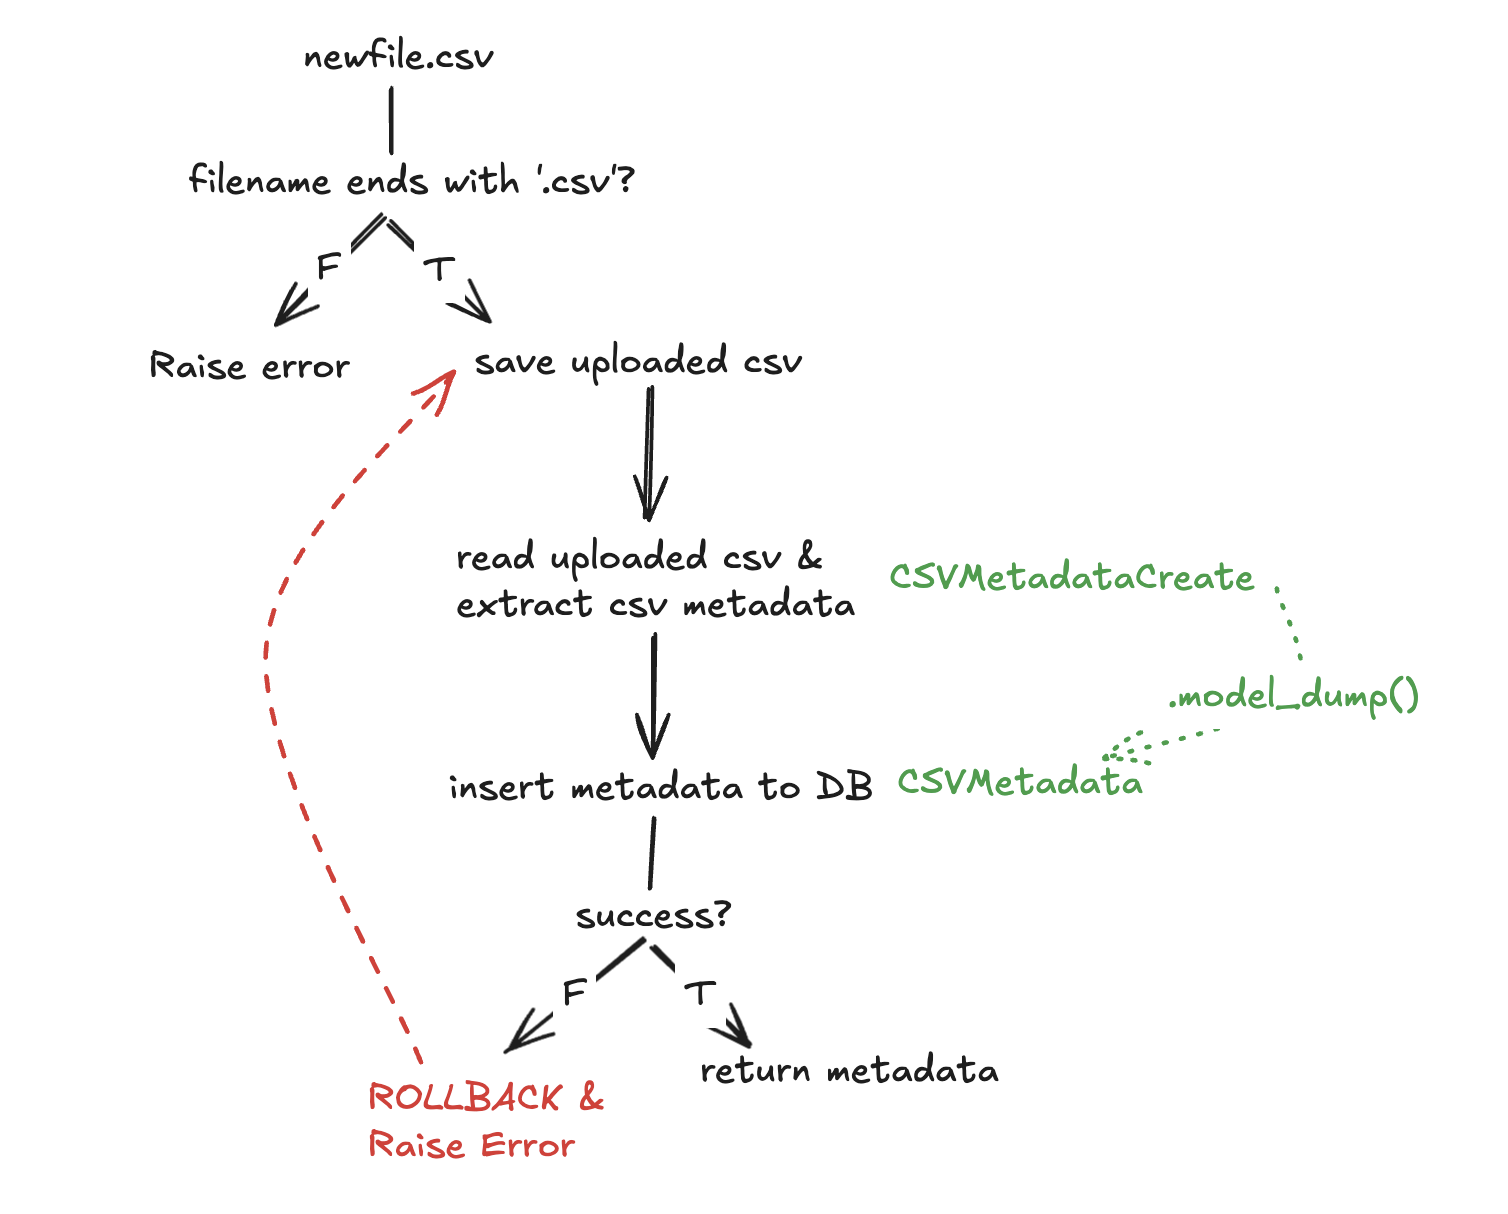 newfile.csv
filename ends with '.csv'?
F
T
Raise error
save uploaded csv
read uploaded csv &
extract csv metadata
CSVMetadataCreate
.model_dump()
insert metadata to DB
CSVMetadata
success?
F
T
return metadata
ROLLBACK &
Raise Error